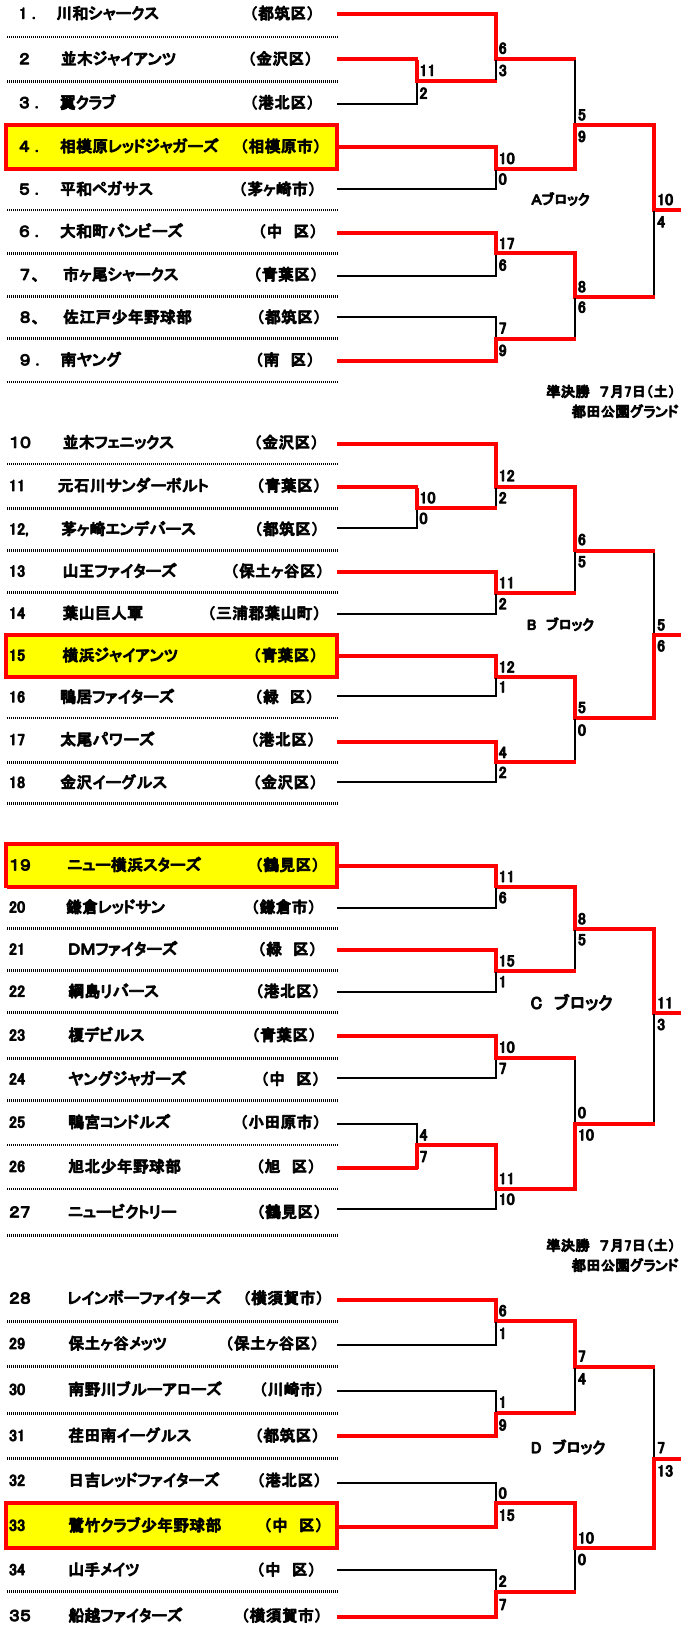 1． 川和シャークス （都筑区）
6
2 並木ジャイアンツ （金沢区）
11
3
2
3． 翼クラブ （港北区）
5
4． 相模原レッドジャガーズ （相模原市）
9
10
0
5． 平和ペガサス （茅ヶ崎市）
Aブロック
10
4
6． 大和町バンビーズ （中 区）
17
6
7、 市ヶ尾シャークス （青葉区）
8
6
8、 佐江戸少年野球部 （都筑区）
7
9
9． 南ヤング （南 区）
準決勝 7月7日（土）
都田公園グランド
10 並木フェニックス （金沢区）
12
2
11 元石川サンダーボルト （青葉区）
10
0
12, 茅ヶ崎エンデバース （都筑区）
6
5
13 山王ファイターズ （保土ヶ谷区）
11
2
14 葉山巨人軍 （三浦郡葉山町）
B ブロック
5
6
15 横浜ジャイアンツ （青葉区）
12
1
16 鴨居ファイターズ （緑 区）
5
0
17 太尾パワーズ （港北区）
4
2
18 金沢イーグルス （金沢区）
19 ニュー横浜スターズ （鶴見区）
11
6
20 鎌倉レッドサン （鎌倉市）
8
5
21 DMファイターズ （緑 区）
15
1
22 綱島リバース （港北区）
C ブロック
11
3
23 榎デビルス （青葉区）
10
7
24 ヤングジャガーズ （中 区）
0
10
25 鴨宮コンドルズ （小田原市）
4
7
26 旭北少年野球部 （旭 区）
11
10
27 ニュービクトリー （鶴見区）
準決勝 7月7日（土）
都田公園グランド
28 レインボーファイターズ （横須賀市）
6
1
29 保土ヶ谷メッツ （保土ヶ谷区）
7
4
30 南野川ブルーアローズ （川崎市）
1
9
31 荏田南イーグルス （都筑区）
D ブロック
7
13
32 日吉レッドファイターズ （港北区）
0
15
33 鷺竹クラブ少年野球部 （中 区）
10
0
34 山手メイツ （中 区）
2
7
35 船越ファイターズ （横須賀市）